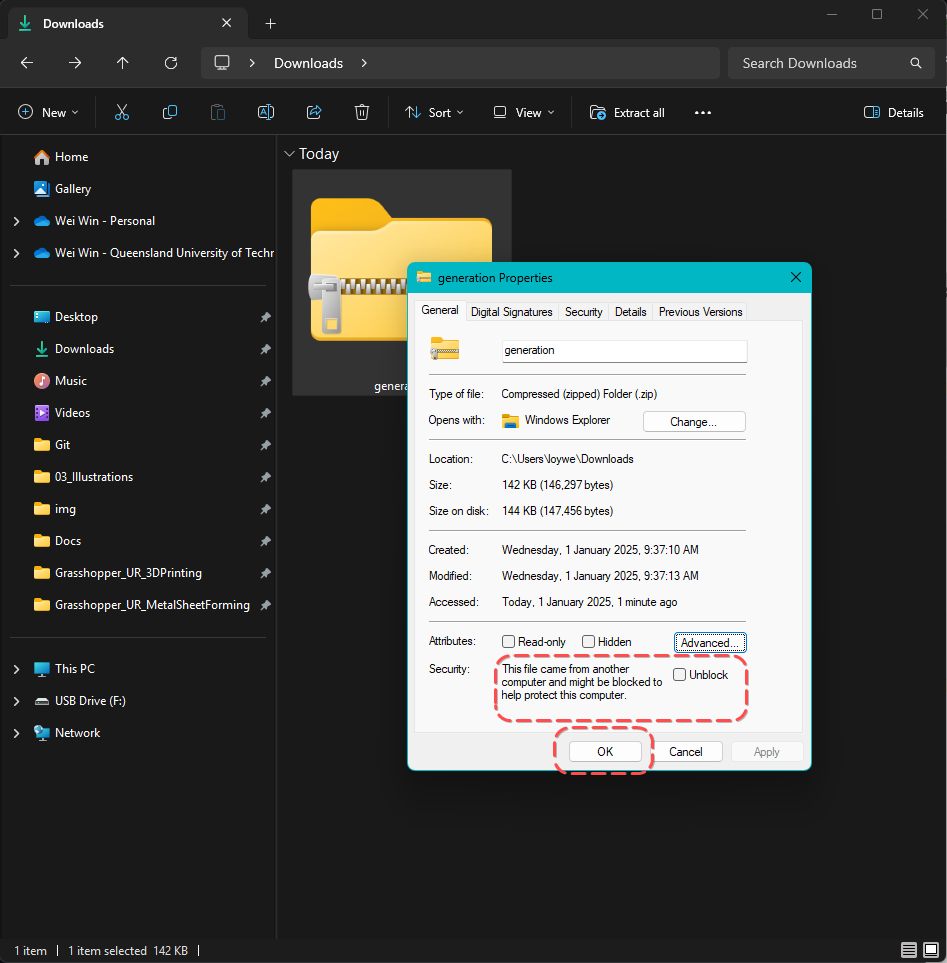 Downloads
Downloads
Search Downloads
New
Sort
View
Extract all
Details
Home
Gallery
Wei Win - Personal
Wei Win - Queensland University of Techr
Desktop
Downloads
Music
Videos
Git
03_Illustrations
img
Docs
Grasshopper_UR_3DPrinting
Grasshopper_UR_MetalSheetForming
This PC
USB Drive (F:)
Network
Today
genera
generation Properties
General Digital Signatures Security Details Previous Versions
generation
Type of file: Compressed (zipped) Folder (.zip)
Opens with: Windows Explorer Change...
Location: C:\Users\loywe\Downloads
Size: 142 KB (146,297 bytes)
Size on disk: 144 KB (147,456 bytes)
Created: Wednesday, 1 January 2025, 9:37:10 AM
Modified: Wednesday, 1 January 2025, 9:37:13 AM
Accessed: Today, 1 January 2025, 1 minute ago
Attributes: Read-only Hidden Advanced...
Security: This file came from another
computer and might be blocked to
help protect this computer.
Unblock
OK Cancel Apply
1 item 1 item selected 142 KB